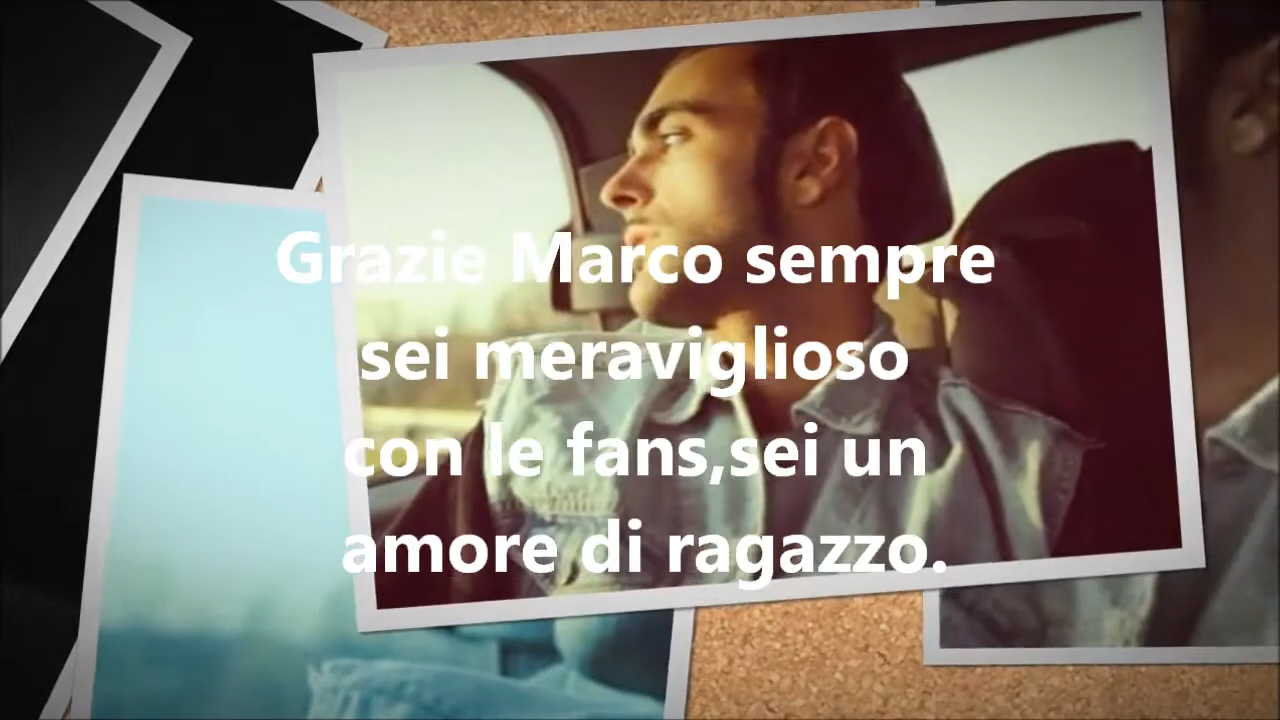 Grazie Marco sempre
sei meraviglioso
con le fans,sei un
amore di ragazzo.